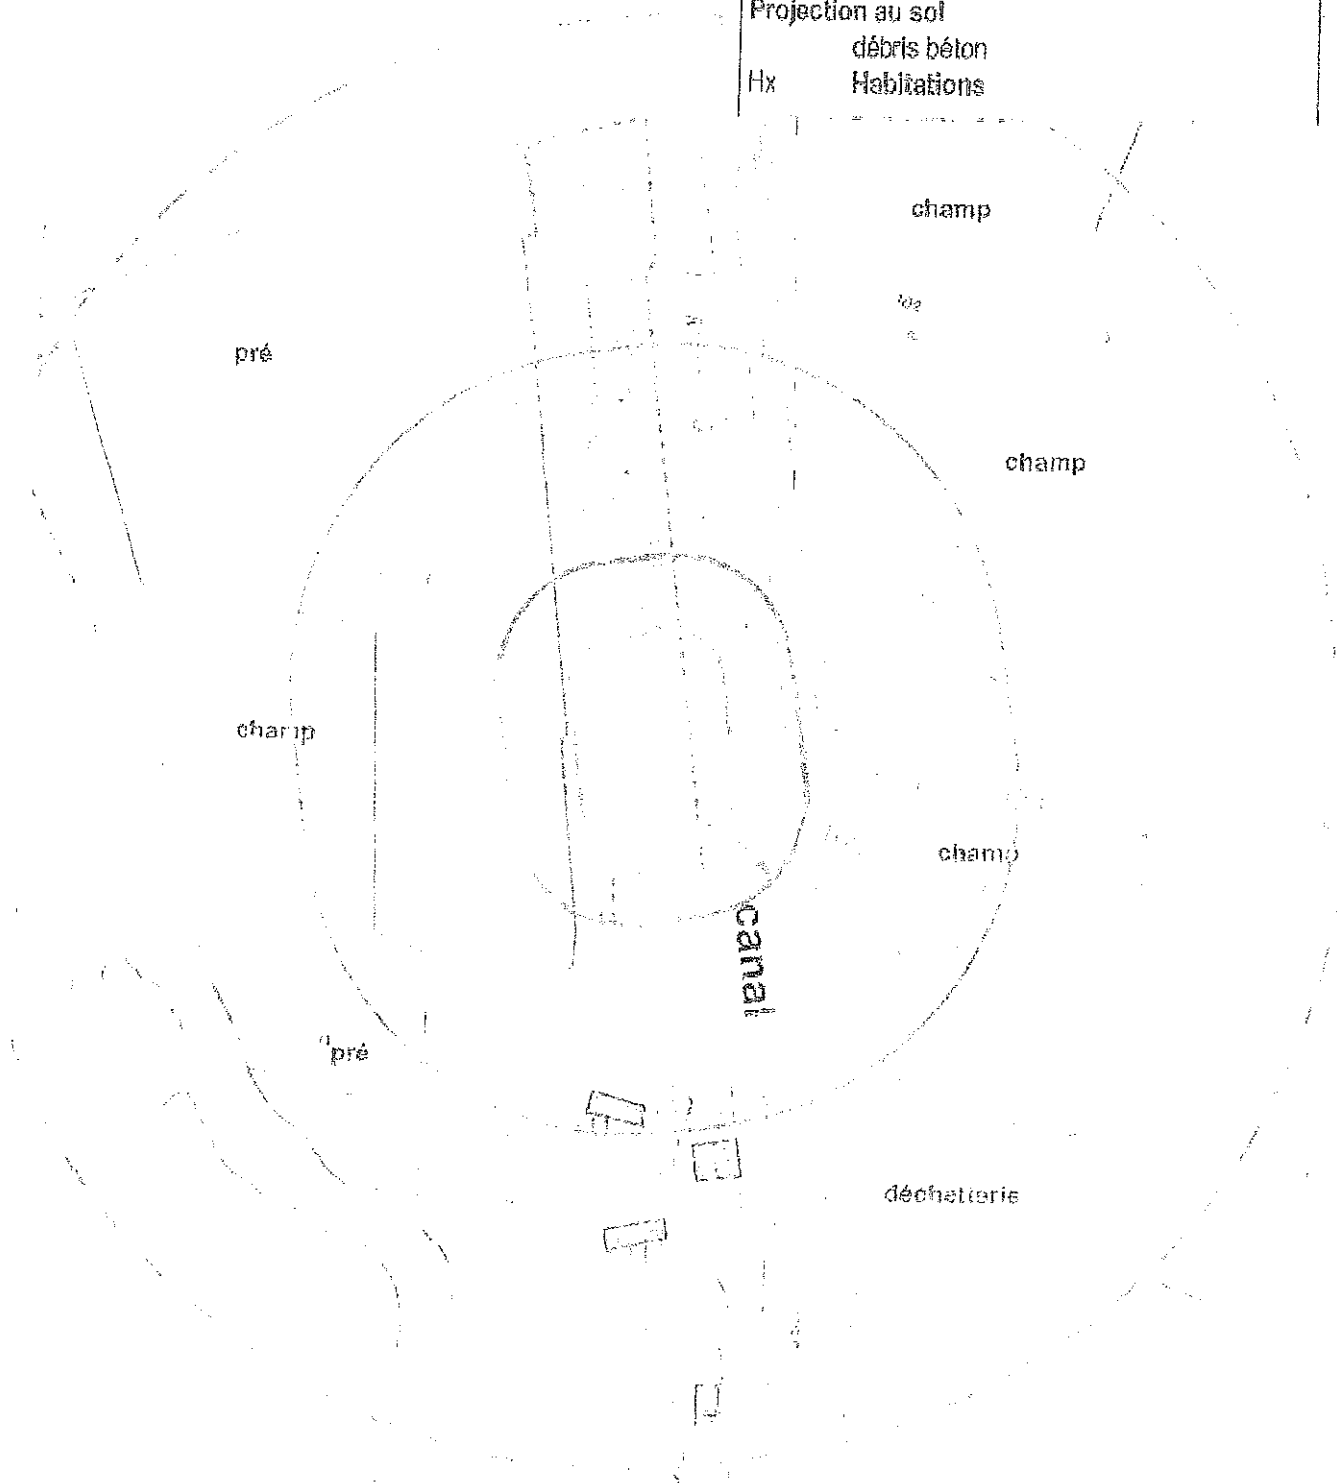 Projection au sol
débris béton
Hx Habitations
champ
pré
champ
champ
champ
canal
pré
déchetterie